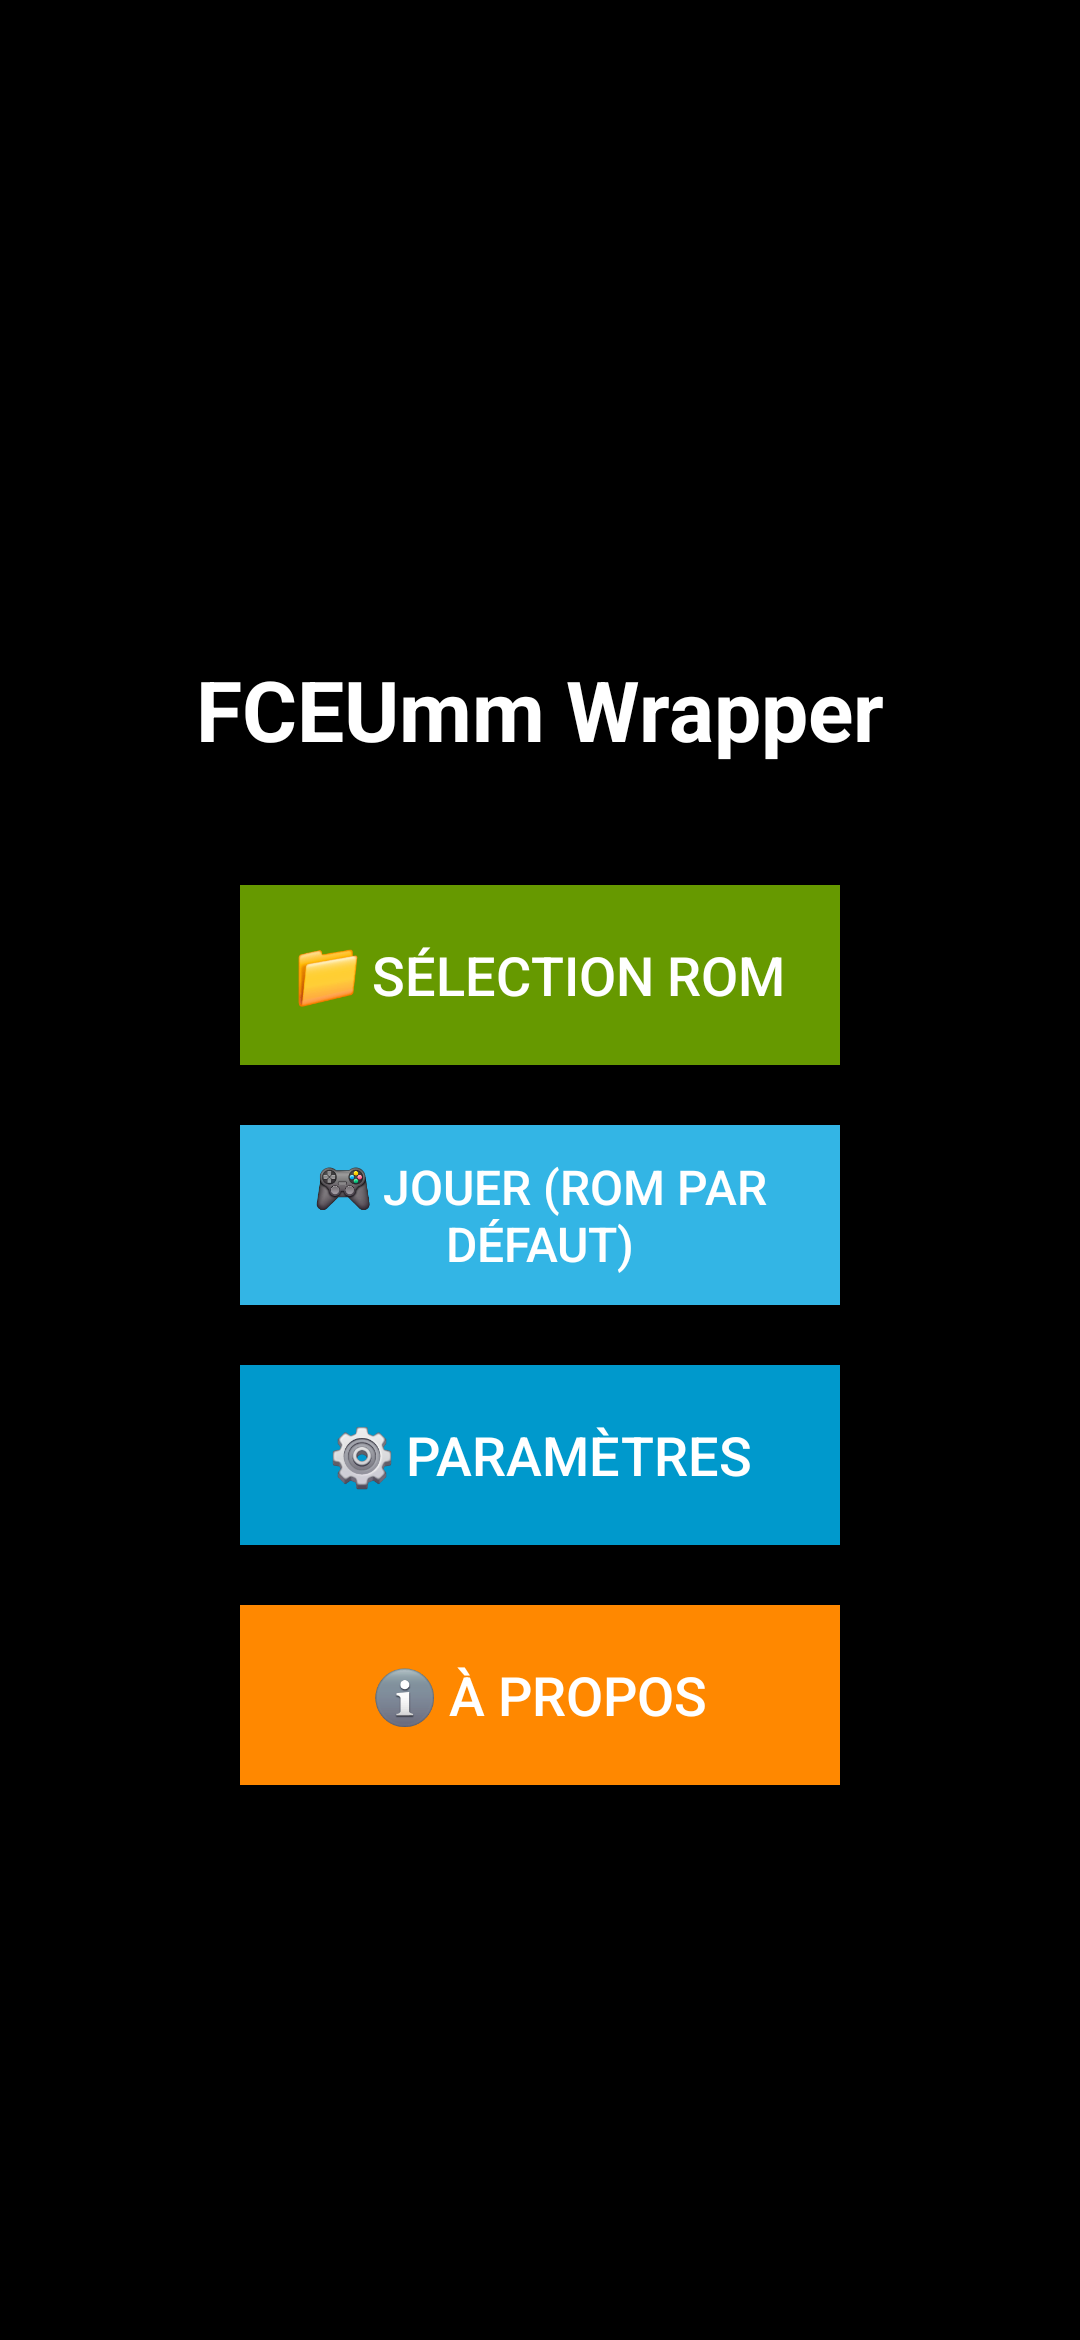 FCEUmm Wrapper
📁 SÉLECTION ROM
🎮 JOUER (ROM PAR
DÉFAUT)
⚙️ PARAMÈTRES
ℹ️ À PROPOS